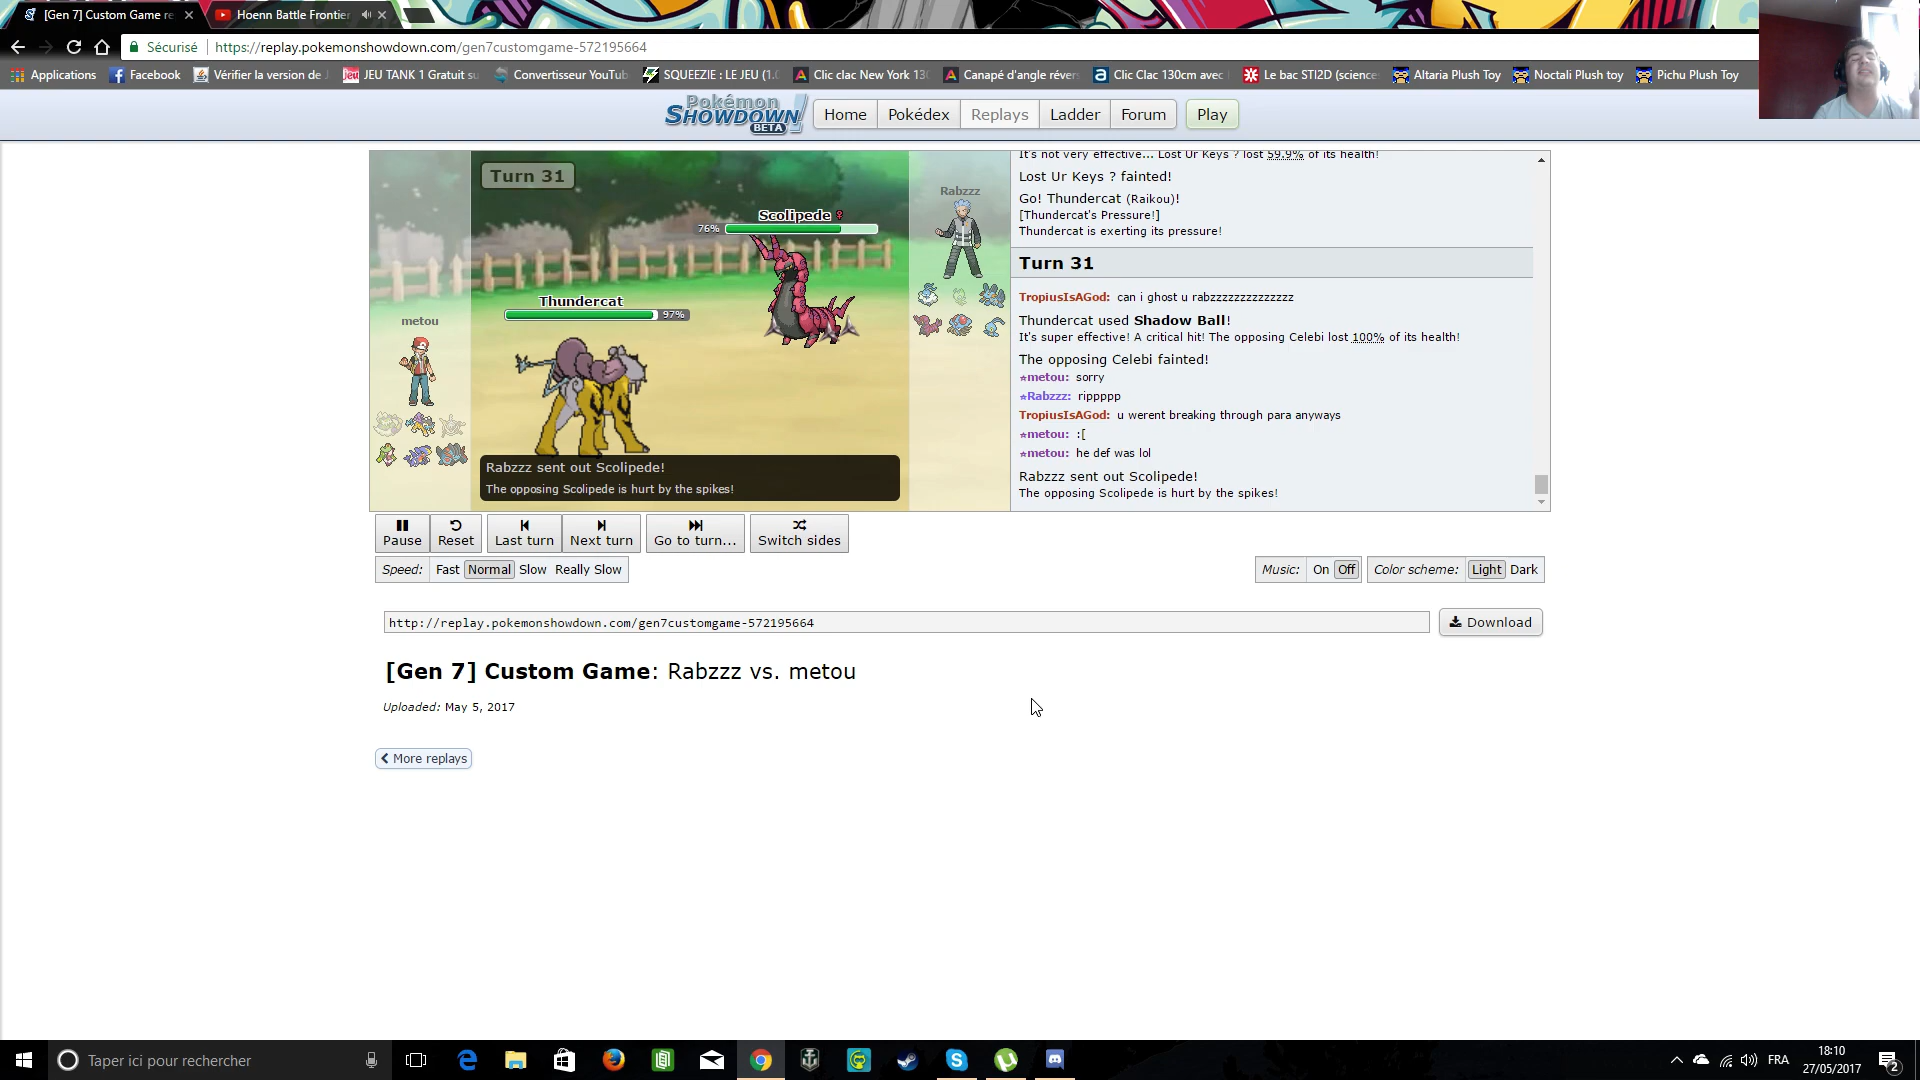 [Gen 7] Custom Game re
Hoenn Battle Frontier
Sécurisé
https://replay.pokemonshowdown.com/gen7customgame-572195664
Applications
Facebook
Vérifier la version de
JEU TANK 1 Gratuit su
Convertisseur YouTub
SQUEEZIE : LE JEU (1.0
Clic clac New York 13
Canapé d'angle révers
Clic Clac 130cm avec
Le bac STI2D (science
Altaria Plush Toy
Noctali Plush toy
Pichu Plush Toy
Pokémon
SHOWDOWN!
BETA
Home
Pokédex
Replays
Ladder
Forum
Play
Turn 31
Scolipede
76%
Thundercat
97%
metou
Rabzzz
Rabzzz sent out Scolipede!
The opposing Scolipede is hurt by the spikes!
It's not very effective... Lost Ur Keys ? lost 59.9% of its health!
Lost Ur Keys ? fainted!
Go! Thundercat (Raikou)!
[Thundercat's Pressure!]
Thundercat is exerting its pressure!
Turn 31
TropiusIsAGod: can i ghost u rabzzzzzzzzzzzzzz
Thundercat used Shadow Ball!
It's super effective! A critical hit! The opposing Celebi lost 100% of its health!
The opposing Celebi fainted!
☆metou: sorry
☆Rabzzz: rippppp
TropiusIsAGod: u werent breaking through para anyways
☆metou: :[
☆metou: he def was lol
Rabzzz sent out Scolipede!
The opposing Scolipede is hurt by the spikes!
Pause
Reset
Last turn
Next turn
Go to turn...
Switch sides
Speed: Fast Normal Slow Really Slow
Music: On Off
Color scheme: Light Dark
http://replay.pokemonshowdown.com/gen7customgame-572195664
Download
[Gen 7] Custom Game: Rabzzz vs. metou
Uploaded: May 5, 2017
More replays
Taper ici pour rechercher
FRA
18:10
27/05/2017
2